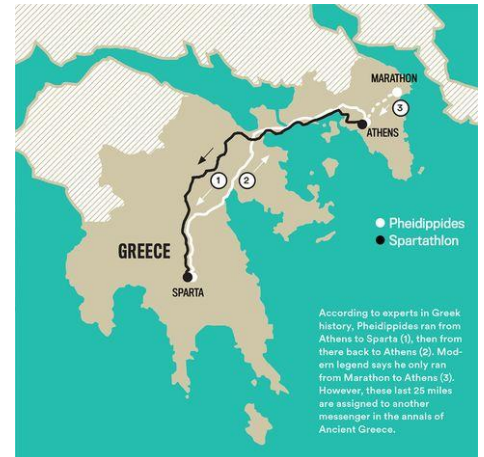 MARATHON
3
ATHENS
1
2
Pheidippides
Spartathlon
GREECE
SPARTA
According to experts in Greek
history, Pheidippides ran from
Athens to Sparta (1), then from
there back to Athens (2). Mod-
ern legend says he only ran
from Marathon to Athens (3).
However, these last 25 miles
are assigned to another
messenger in the annals of
Ancient Greece.